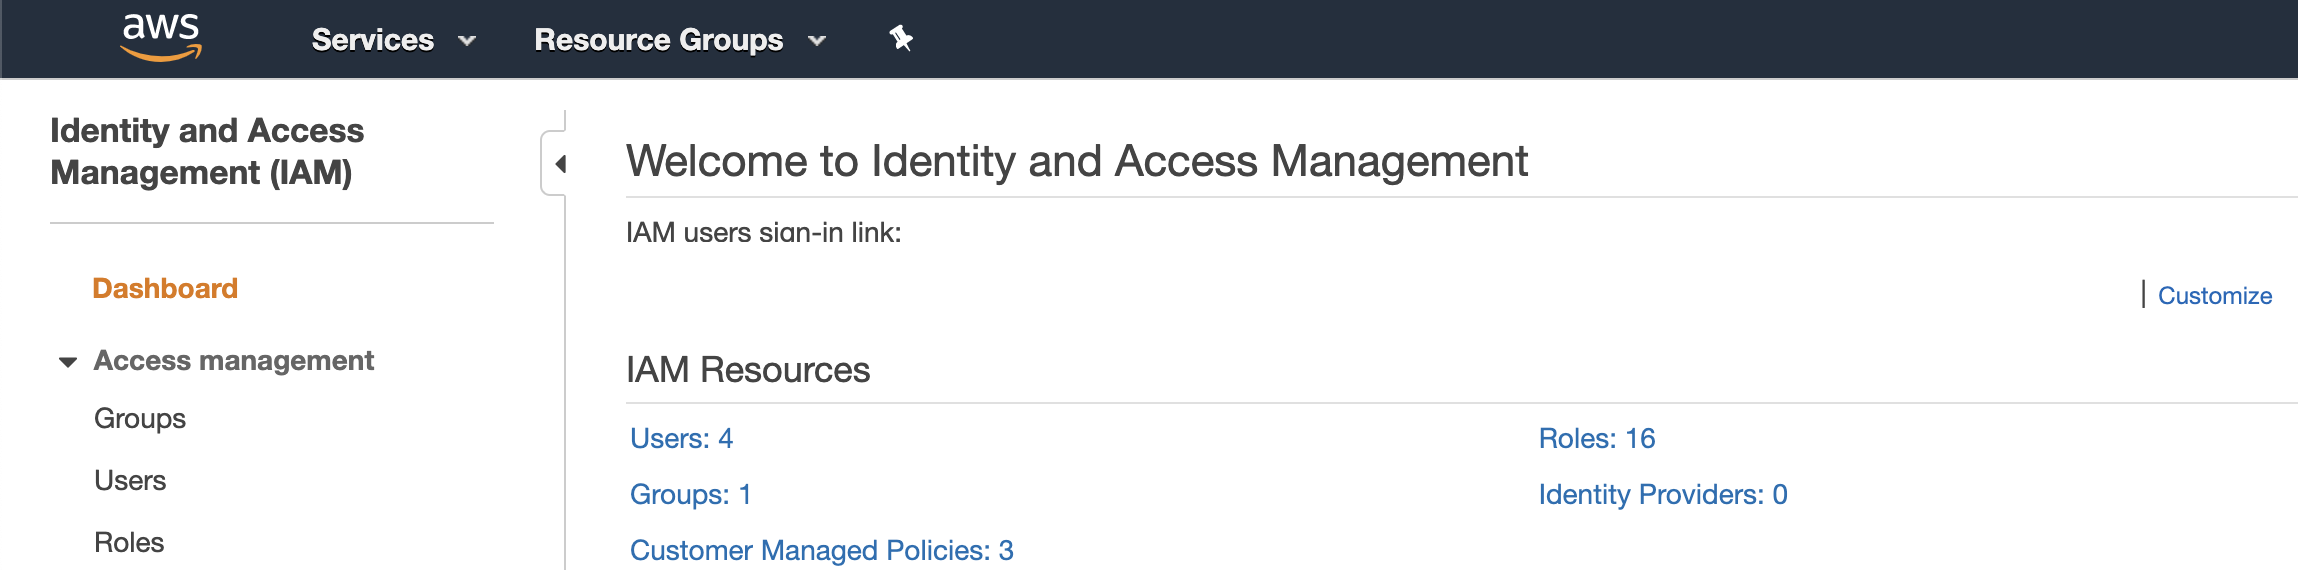 aws
Services
Resource Groups
Identity and Access
Management (IAM)
Dashboard
Access management
Groups
Users
Roles
Welcome to Identity and Access Management
IAM users sign-in link:
Customize
IAM Resources
Users: 4
Roles: 16
Groups: 1
Identity Providers: 0
Customer Managed Policies: 3